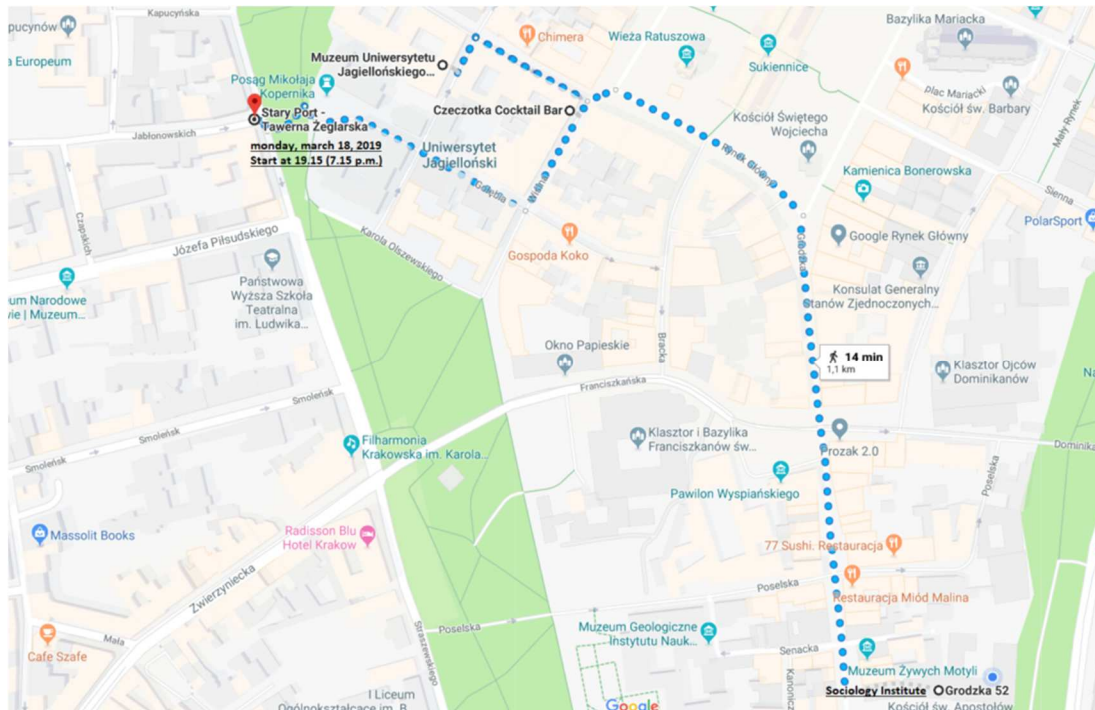 Kapucyńska
pucynów
a Europeum
Chimera
Wieża Ratuszowa
Bazylika Mariacka
Muzeum Uniwersytetu
Jagiellońskiego...
Sukiennice
Posąg Mikołaja
Kopernika
plac Mariacki
Stary Port -
Tawerna Żeglarska
Czeczotka Cocktail Bar
Kościół św. Barbary
Mały Rynek
Jabłonowskich
Kościół Świętego
Wojciecha
monday, march 18, 2019
Start at 19.15 (7.15 p.m.)
Uniwersytet
Jagielloński
Rynek Główny
Kamienica Bonerowska
Gołębia
Wiślna
Sienna
Czapskich
PolarSport
Józefa Piłsudskiego
Karola Olszewskiego
Grodzka
Google Rynek Główny
Gospoda Koko
Państwowa
Wyższa Szkoła
Teatralna
im. Ludwika...
Konsulat Generalny
Stanów Zjednoczonych...
um Narodowe
wie | Muzeum...
Okno Papieskie
Bracka
14 min
1,1 km
Klasztor Ojców
Dominikanów
Na
Franciszkańska
Smoleńsk
Smoleńsk
Smoleńsk
Filharmonia
Krakowska im. Karola...
Klasztor i Bazylika
Franciszkanów św...
Prozak 2.0
Dominika
Poselska
Pawilon Wyspiańskiego
Massolit Books
Radisson Blu
Hotel Krakow
77 Sushi. Restauracja
Zwierzyniecka
Poselska
Restauracja Miód Malina
Poselska
Muzeum Geologiczne
Instytutu Nauk...
Mała
Straszewskiego
Cafe Szafe
Senacka
Muzeum Żywych Motyli
Kanonicz
I Liceum
Ogólnokształcące im. B
Google
Sociology Institute
Grodzka 52
Kościół św. Apostołów